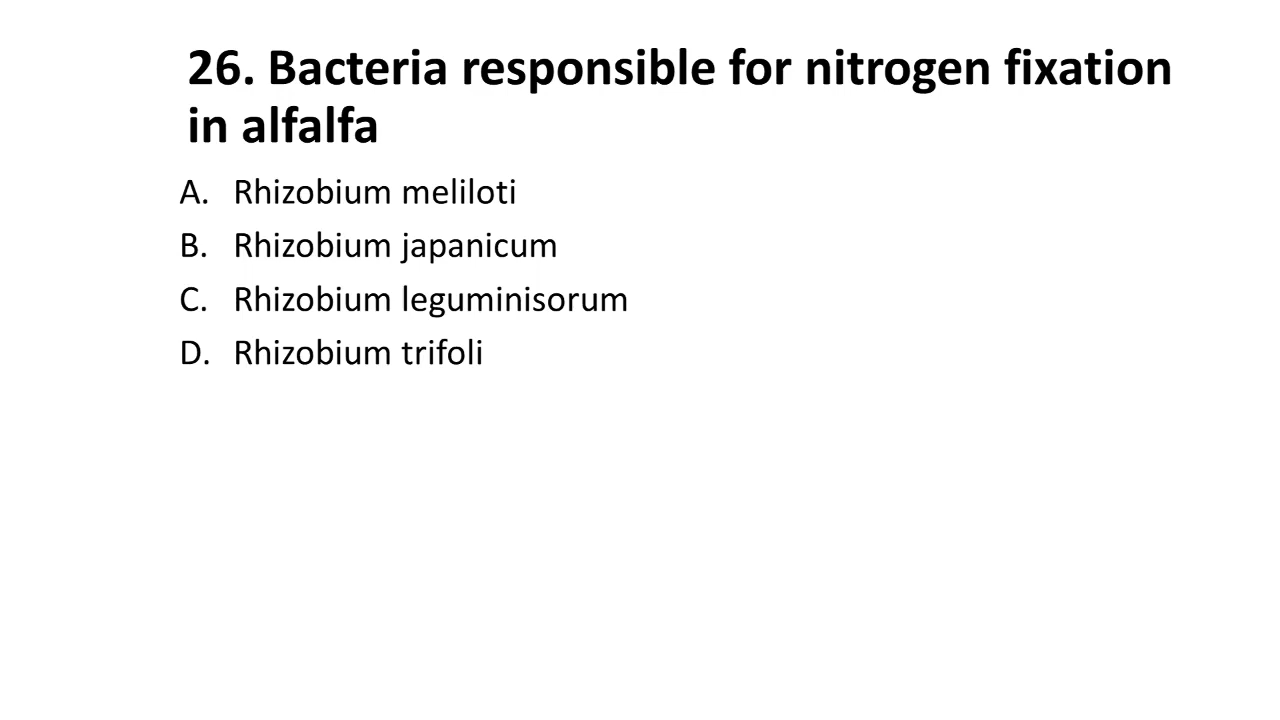 26. Bacteria responsible for nitrogen fixation
in alfalfa
A. Rhizobium meliloti
B. Rhizobium japanicum
C. Rhizobium leguminisorum
D. Rhizobium trifoli